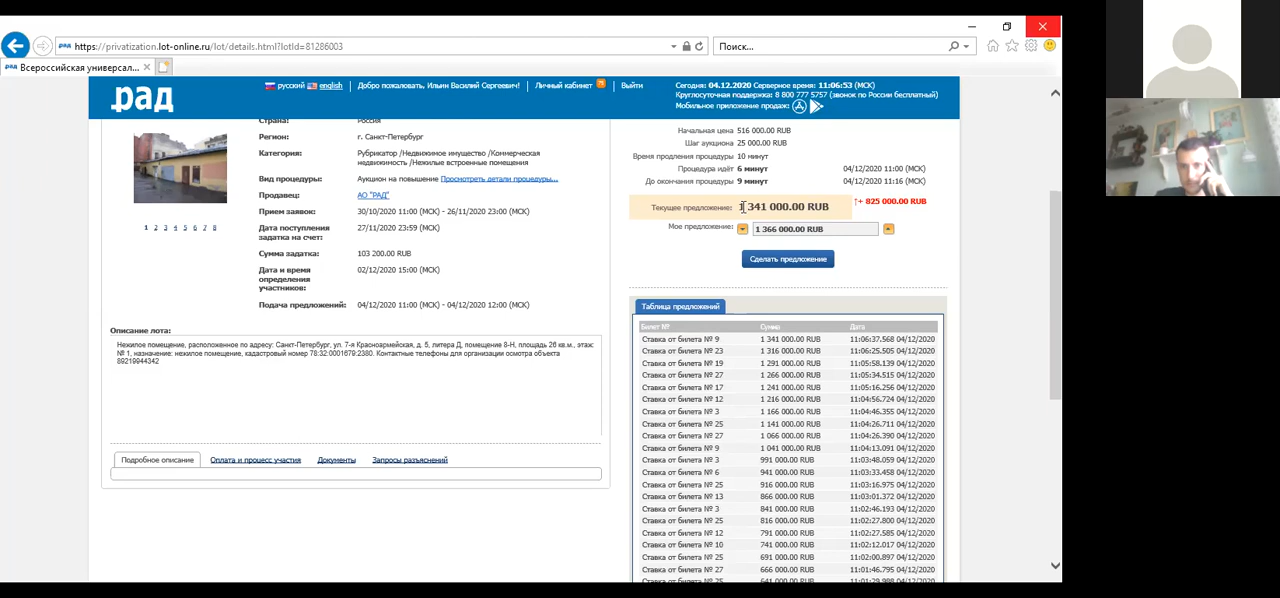 https://privatization.lot-online.ru/lot/details.html?lotId=81286003
Поиск...
Всероссийская универсал...
русский english Добро пожаловать, Ильин Василий Сергеевич! Личный кабинет Выйти
Сегодня: 04.12.2020 Серверное время: 11:06:53 (МСК)
Круглосуточная поддержка: 8 800 777 5757 (звонок по России бесплатный)
Мобильное приложение продаж:
рад
Страна: Россия
Регион: г. Санкт-Петербург
Категория: Рубрикатор /Недвижимое имущество /Коммерческая
недвижимость /Нежилые встроенные помещения
Вид процедуры: Аукцион на повышение Просмотреть детали процедуры...
Продавец: АО "РАД"
Прием заявок: 30/10/2020 11:00 (МСК) - 26/11/2020 23:00 (МСК)
1 2 3 4 5 6 7 8
Дата поступления задатка на счет: 27/11/2020 23:59 (МСК)
Сумма задатка: 103 200.00 RUB
Дата и время определения участников: 02/12/2020 15:00 (МСК)
Подача предложений: 04/12/2020 11:00 (МСК) - 04/12/2020 12:00 (МСК)
Описание лота:
Нежилое помещение, расположенное по адресу: Санкт-Петербург, ул. 7-я Красноармейская, д. 5, литера Д, помещение 8-Н, площадь 26 кв.м., этаж:
№ 1, назначение: нежилое помещение, кадастровый номер 78:32:0001679:2380. Контактные телефоны для организации осмотра объекта
89219944342
Подробное описание Оплата и процесс участия Документы Запросы разъяснений
Начальная цена 516 000.00 RUB
Шаг аукциона 25 000.00 RUB
Время продления процедуры 10 минут
Процедура идёт 6 минут 04/12/2020 11:00 (МСК)
До окончания процедуры 9 минут 04/12/2020 11:16 (МСК)
Текущее предложение: 1 341 000.00 RUB ↑+ 825 000.00 RUB
Мое предложение: 1 366 000.00 RUB
Сделать предложение
Таблица предложений
Билет № Сумма Дата
Ставка от билета № 9 1 341 000.00 RUB 11:06:37.568 04/12/2020
Ставка от билета № 23 1 316 000.00 RUB 11:06:25.505 04/12/2020
Ставка от билета № 19 1 291 000.00 RUB 11:05:58.139 04/12/2020
Ставка от билета № 27 1 266 000.00 RUB 11:05:34.515 04/12/2020
Ставка от билета № 17 1 241 000.00 RUB 11:05:16.256 04/12/2020
Ставка от билета № 12 1 216 000.00 RUB 11:04:56.724 04/12/2020
Ставка от билета № 3 1 166 000.00 RUB 11:04:46.355 04/12/2020
Ставка от билета № 25 1 141 000.00 RUB 11:04:26.711 04/12/2020
Ставка от билета № 27 1 066 000.00 RUB 11:04:26.390 04/12/2020
Ставка от билета № 9 1 041 000.00 RUB 11:04:13.091 04/12/2020
Ставка от билета № 3 991 000.00 RUB 11:03:48.059 04/12/2020
Ставка от билета № 6 941 000.00 RUB 11:03:33.458 04/12/2020
Ставка от билета № 25 916 000.00 RUB 11:03:16.975 04/12/2020
Ставка от билета № 13 866 000.00 RUB 11:03:01.372 04/12/2020
Ставка от билета № 3 841 000.00 RUB 11:02:46.193 04/12/2020
Ставка от билета № 25 816 000.00 RUB 11:02:27.800 04/12/2020
Ставка от билета № 12 791 000.00 RUB 11:02:27.585 04/12/2020
Ставка от билета № 10 741 000.00 RUB 11:02:12.017 04/12/2020
Ставка от билета № 25 691 000.00 RUB 11:02:00.897 04/12/2020
Ставка от билета № 27 666 000.00 RUB 11:01:46.795 04/12/2020
Ставка от билета № 25 641 000.00 RUB 11:01:29.988 04/12/2020